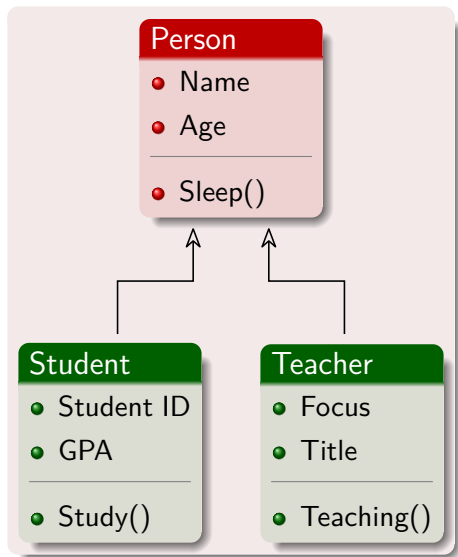 Person
Name
Age
Sleep()
Student
Student ID
GPA
Study()
Teacher
Focus
Title
Teaching()